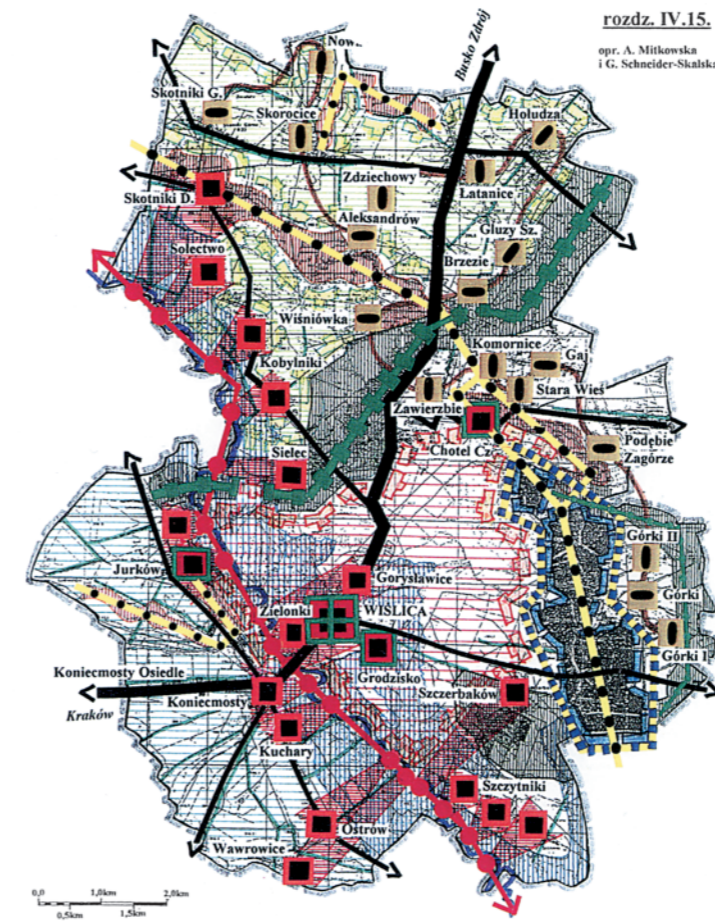 rozdz. IV.15.
opr. A. Mitkowska
i G. Schneider-Skalska
Busko Zdrój
Now
Skotniki G.
Skorocice
Hołudza
Zdziechowy
Łatanice
Skotniki D.
Aleksandrów
Gluzy Sz.
Sołectwo
Brzezie
Wiśniówka
Kobylniki
Komornice
Gaj
Stara Wieś
Zawierzbie
Chotel Cz.
Podębie
Zagórze
Sielec
Górki II
Jurków
Gorysławice
Górki
Zielonki
WIŚLICA
Górki I
Grodzisko
Koniecmosty Osiedle
Szczerbaków
Koniecmosty
Kraków
Kuchary
Szczytniki
Ostrów
Wawrowice
0,0 1,0km 2,0km
0,5km 1,5km